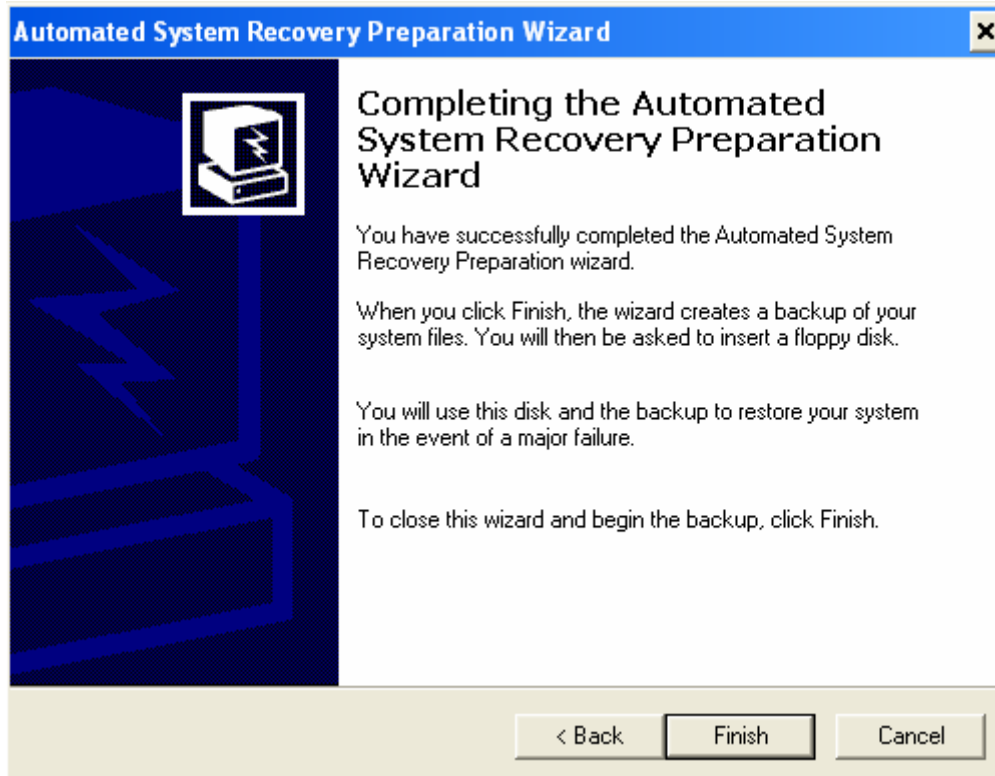 Automated System Recovery Preparation Wizard
Completing the Automated
System Recovery Preparation
Wizard
You have successfully completed the Automated System
Recovery Preparation wizard.
When you click Finish, the wizard creates a backup of your
system files. You will then be asked to insert a floppy disk.
You will use this disk and the backup to restore your system
in the event of a major failure.
To close this wizard and begin the backup, click Finish.
< Back Finish Cancel